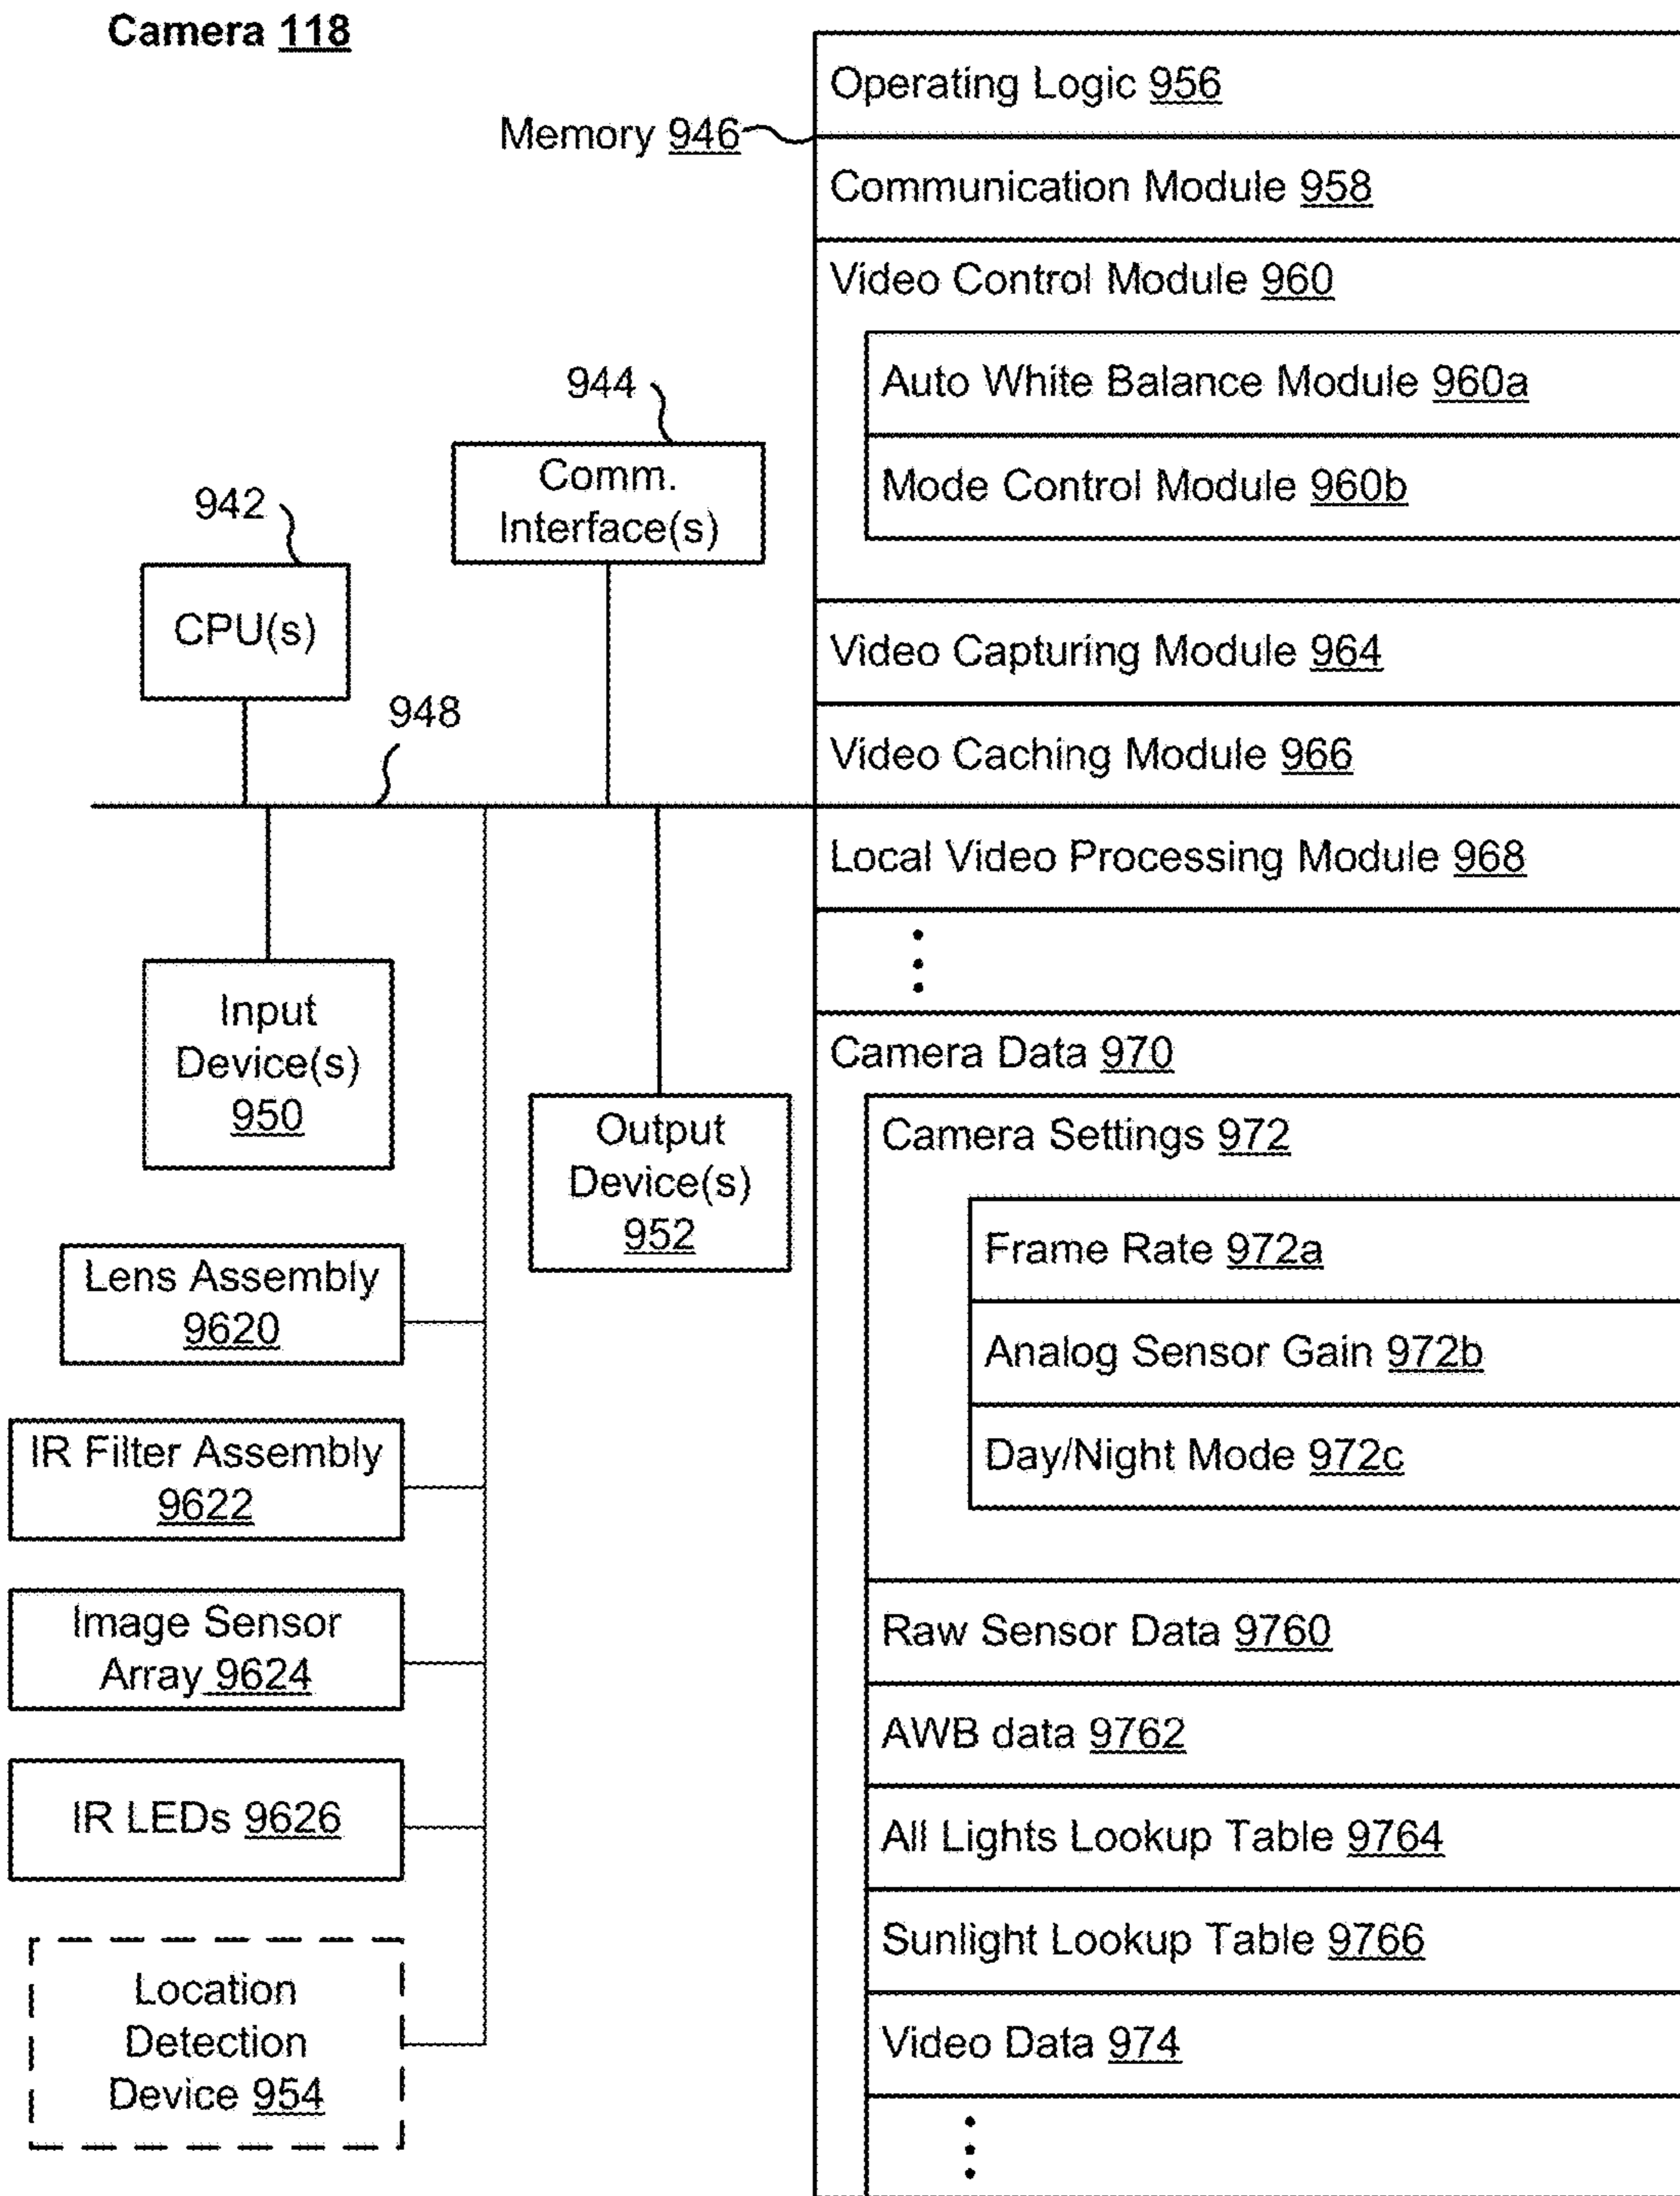 Camera 118
Memory 946
944
Comm.
Interface(s)
942
CPU(s)
948
Input
Device(s)
950
Output
Device(s)
952
Lens Assembly
9620
IR Filter Assembly
9622
Image Sensor
Array 9624
IR LEDs 9626
Location
Detection
Device 954
Operating Logic 956
Communication Module 958
Video Control Module 960
Auto White Balance Module 960a
Mode Control Module 960b
Video Capturing Module 964
Video Caching Module 966
Local Video Processing Module 968
Camera Data 970
Camera Settings 972
Frame Rate 972a
Analog Sensor Gain 972b
Day/Night Mode 972c
Raw Sensor Data 9760
AWB data 9762
All Lights Lookup Table 9764
Sunlight Lookup Table 9766
Video Data 974